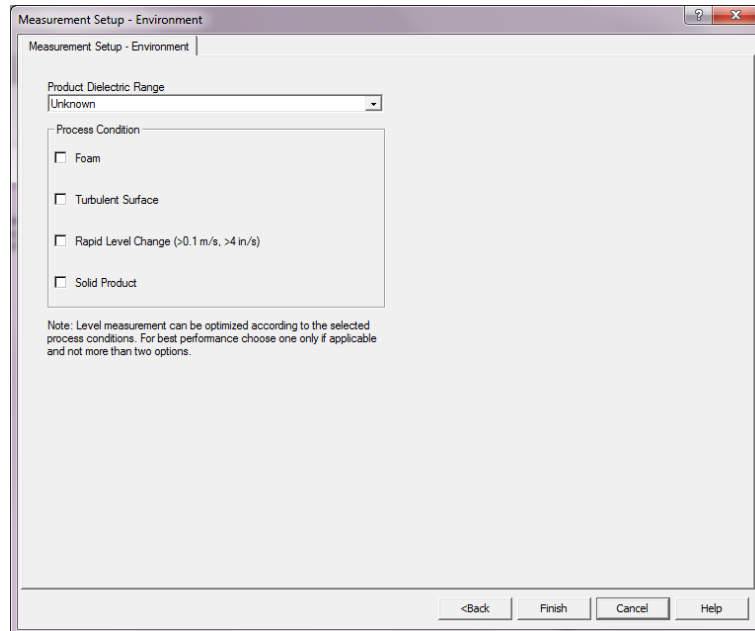 Measurement Setup - Environment
?
X
Measurement Setup - Environment
Product Dielectric Range
Unknown
Process Condition
Foam
Turbulent Surface
Rapid Level Change (>0.1 m/s, >4 in/s)
Solid Product
Note: Level measurement can be optimized according to the selected
process conditions. For best performance choose one only if applicable
and not more than two options.
<Back
Finish
Cancel
Help